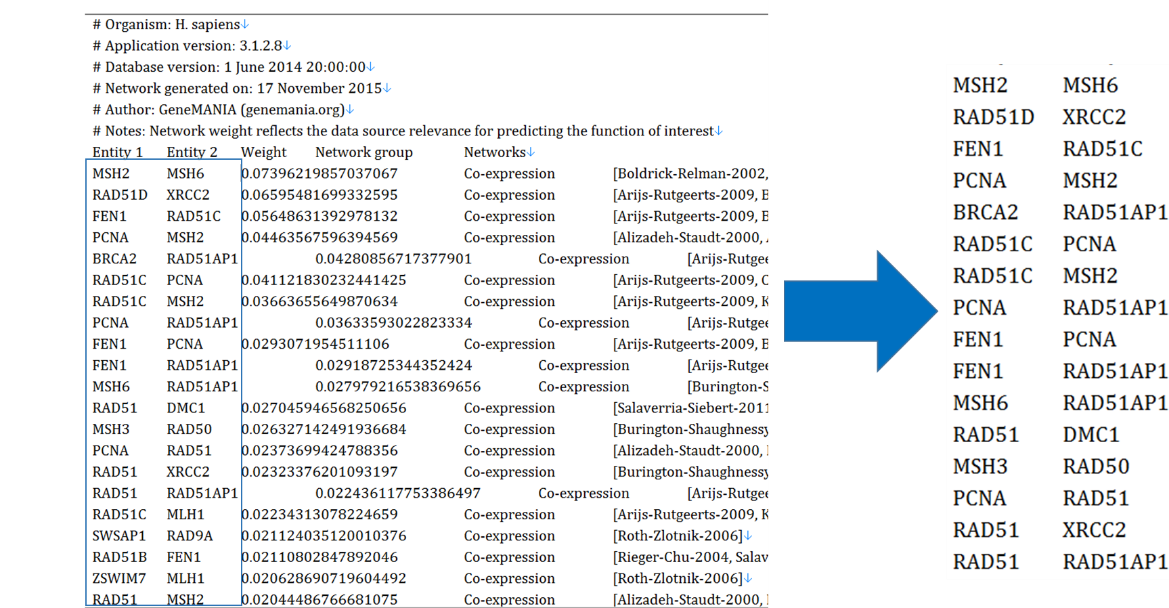 # Organism: H. sapiens↓
# Application version: 3.1.2.8↓
# Database version: 1 June 2014 20:00:00↓
# Network generated on: 17 November 2015↓
# Author: GeneMANIA (genemania.org)↓
# Notes: Network weight reflects the data source relevance for predicting the function of interest↓
Entity 1 Entity 2 Weight Network group Networks↓
MSH2 MSH6 0.07396219857037067 Co-expression [Boldrick-Relman-2002,
RAD51D XRCC2 0.06595481699332595 Co-expression [Arijs-Rutgeerts-2009, B
FEN1 RAD51C 0.05648631392978132 Co-expression [Arijs-Rutgeerts-2009, B
PCNA MSH2 0.04463567596394569 Co-expression [Alizadeh-Staudt-2000,
BRCA2 RAD51AP1 0.04280856717377901 Co-expression [Arijs-Rutgee
RAD51C PCNA 0.041121830232441425 Co-expression [Arijs-Rutgeerts-2009, C
RAD51C MSH2 0.03663655649870634 Co-expression [Arijs-Rutgeerts-2009, K
PCNA RAD51AP1 0.03633593022823334 Co-expression [Arijs-Rutgee
FEN1 PCNA 0.0293071954511106 Co-expression [Arijs-Rutgeerts-2009, B
FEN1 RAD51AP1 0.02918725344352424 Co-expression [Arijs-Rutgee
MSH6 RAD51AP1 0.027979216538369656 Co-expression [Burington-S
RAD51 DMC1 0.027045946568250656 Co-expression [Salaverria-Siebert-2011
MSH3 RAD50 0.026327142491936684 Co-expression [Burington-Shaughnessy
PCNA RAD51 0.02373699424788356 Co-expression [Alizadeh-Staudt-2000,
RAD51 XRCC2 0.02323376201093197 Co-expression [Burington-Shaughnessy
RAD51 RAD51AP1 0.022436117753386497 Co-expression [Arijs-Rutgee
RAD51C MLH1 0.02234313078224659 Co-expression [Arijs-Rutgeerts-2009, K
SWSAP1 RAD9A 0.021124035120010376 Co-expression [Roth-Zlotnik-2006]↓
RAD51B FEN1 0.02110802847892046 Co-expression [Rieger-Chu-2004, Salav
ZSWIM7 MLH1 0.020628690719604492 Co-expression [Roth-Zlotnik-2006]↓
RAD51 MSH2 0.02044486766681075 Co-expression [Alizadeh-Staudt-2000,
MSH2 MSH6
RAD51D XRCC2
FEN1 RAD51C
PCNA MSH2
BRCA2 RAD51AP1
RAD51C PCNA
RAD51C MSH2
PCNA RAD51AP1
FEN1 PCNA
FEN1 RAD51AP1
MSH6 RAD51AP1
RAD51 DMC1
MSH3 RAD50
PCNA RAD51
RAD51 XRCC2
RAD51 RAD51AP1